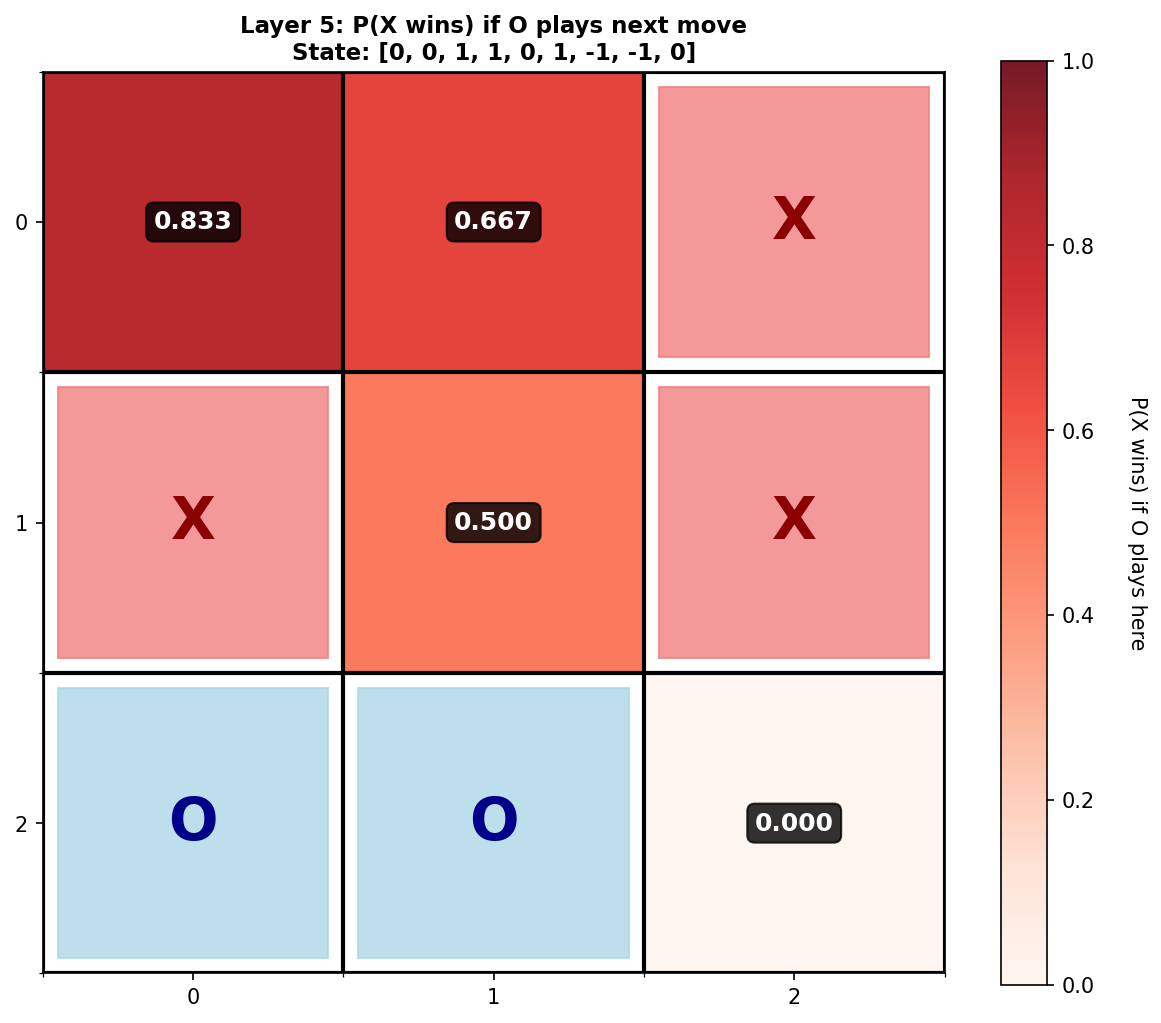 Layer 5: P(X wins) if O plays next move
State: [0, 0, 1, 1, 0, 1, -1, -1, 0]
0.833
0.667
X
X
0.500
X
O
O
0.000
0
1
2
0
1
2
1.0
0.8
0.6
0.4
0.2
0.0
P(X wins) if O plays here